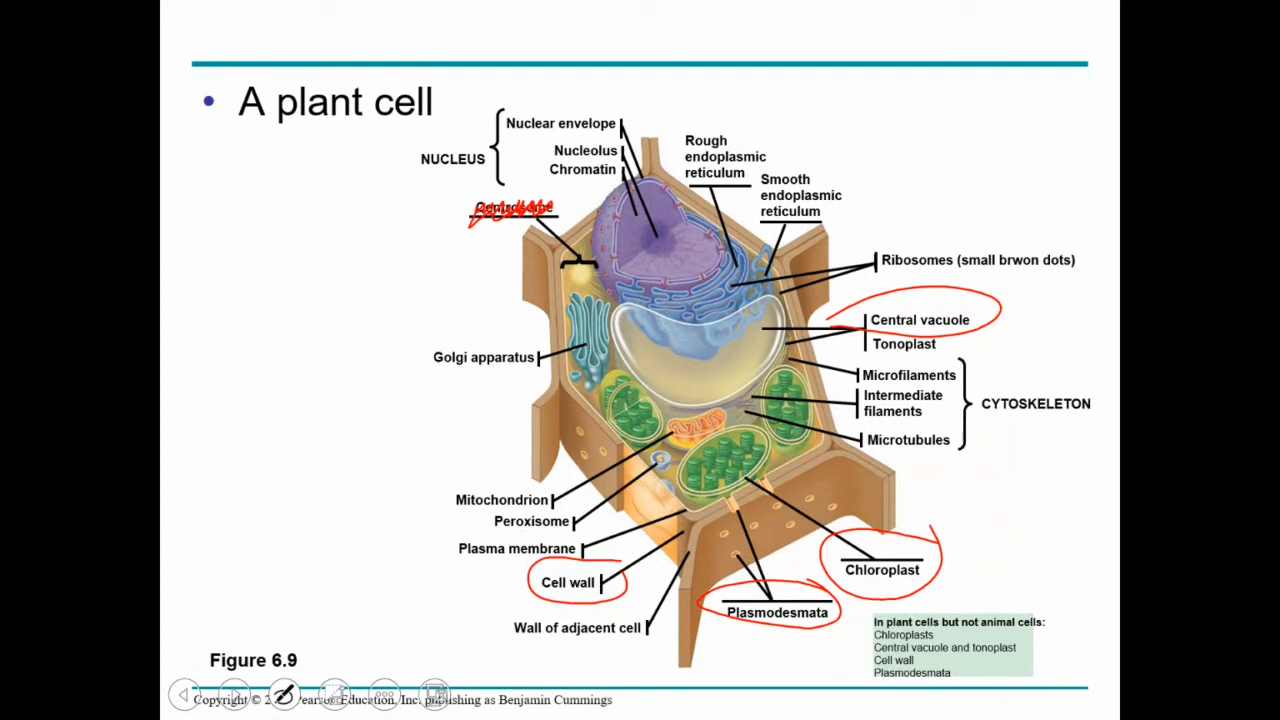 • A plant cell
Nuclear envelope
NUCLEUS
Nucleolus
Chromatin
Centrosome
Rough
endoplasmic
reticulum
Smooth
endoplasmic
reticulum
Ribosomes (small brwon dots)
Central vacuole
Tonoplast
Golgi apparatus
Microfilaments
Intermediate
filaments
CYTOSKELETON
Microtubules
Mitochondrion
Peroxisome
Plasma membrane
Cell wall
Chloroplast
Plasmodesmata
Wall of adjacent cell
In plant cells but not animal cells:
Chloroplasts
Central vacuole and tonoplast
Cell wall
Plasmodesmata
Figure 6.9
Copyright © Pearson Education, Inc. publishing as Benjamin Cummings